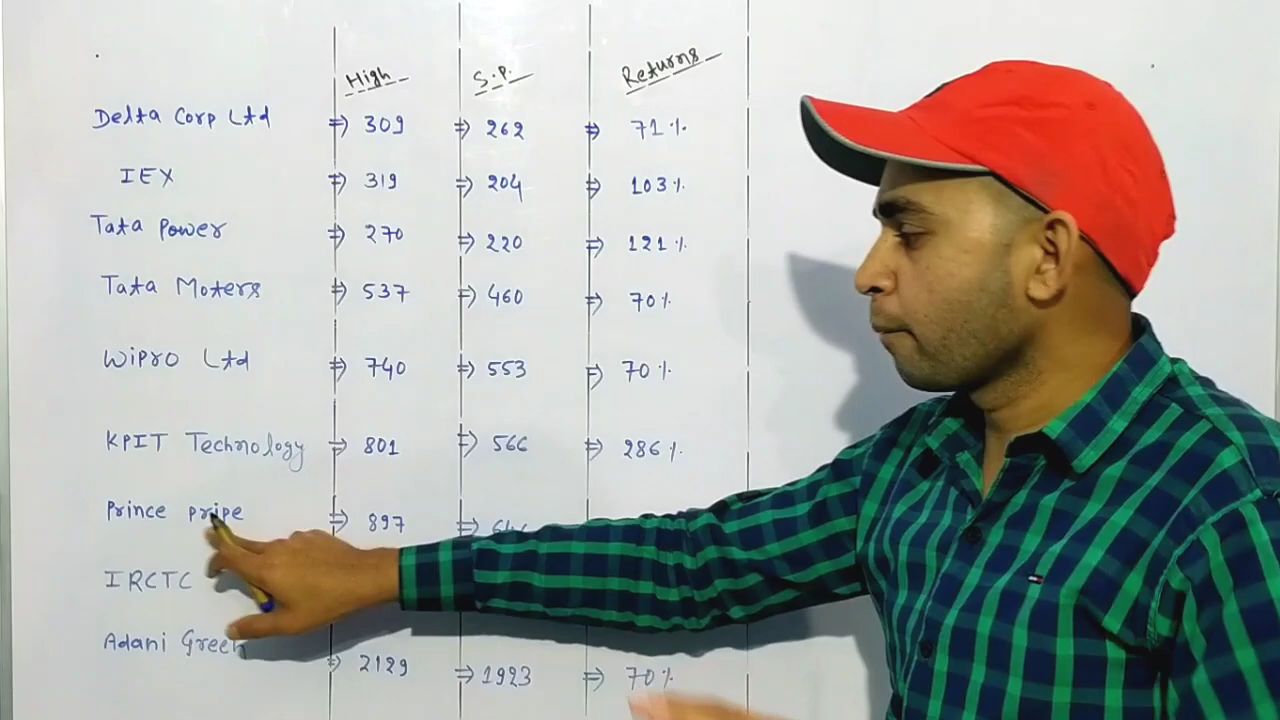 High S.P. Returns
Delta Corp Ltd ⇒ 309 ⇒ 262 ⇒ 71%
IEX ⇒ 319 ⇒ 204 ⇒ 103%
Tata Power ⇒ 270 ⇒ 220 ⇒ 121%
Tata Moters ⇒ 537 ⇒ 460 ⇒ 70%
Wipro Ltd ⇒ 740 ⇒ 553 ⇒ 70%
KPIT Technology ⇒ 801 ⇒ 566 ⇒ 286%
Prince pripe ⇒ 897 ⇒
IRCTC
Adani Green ⇒ 2129 ⇒ 1923 ⇒ 70%